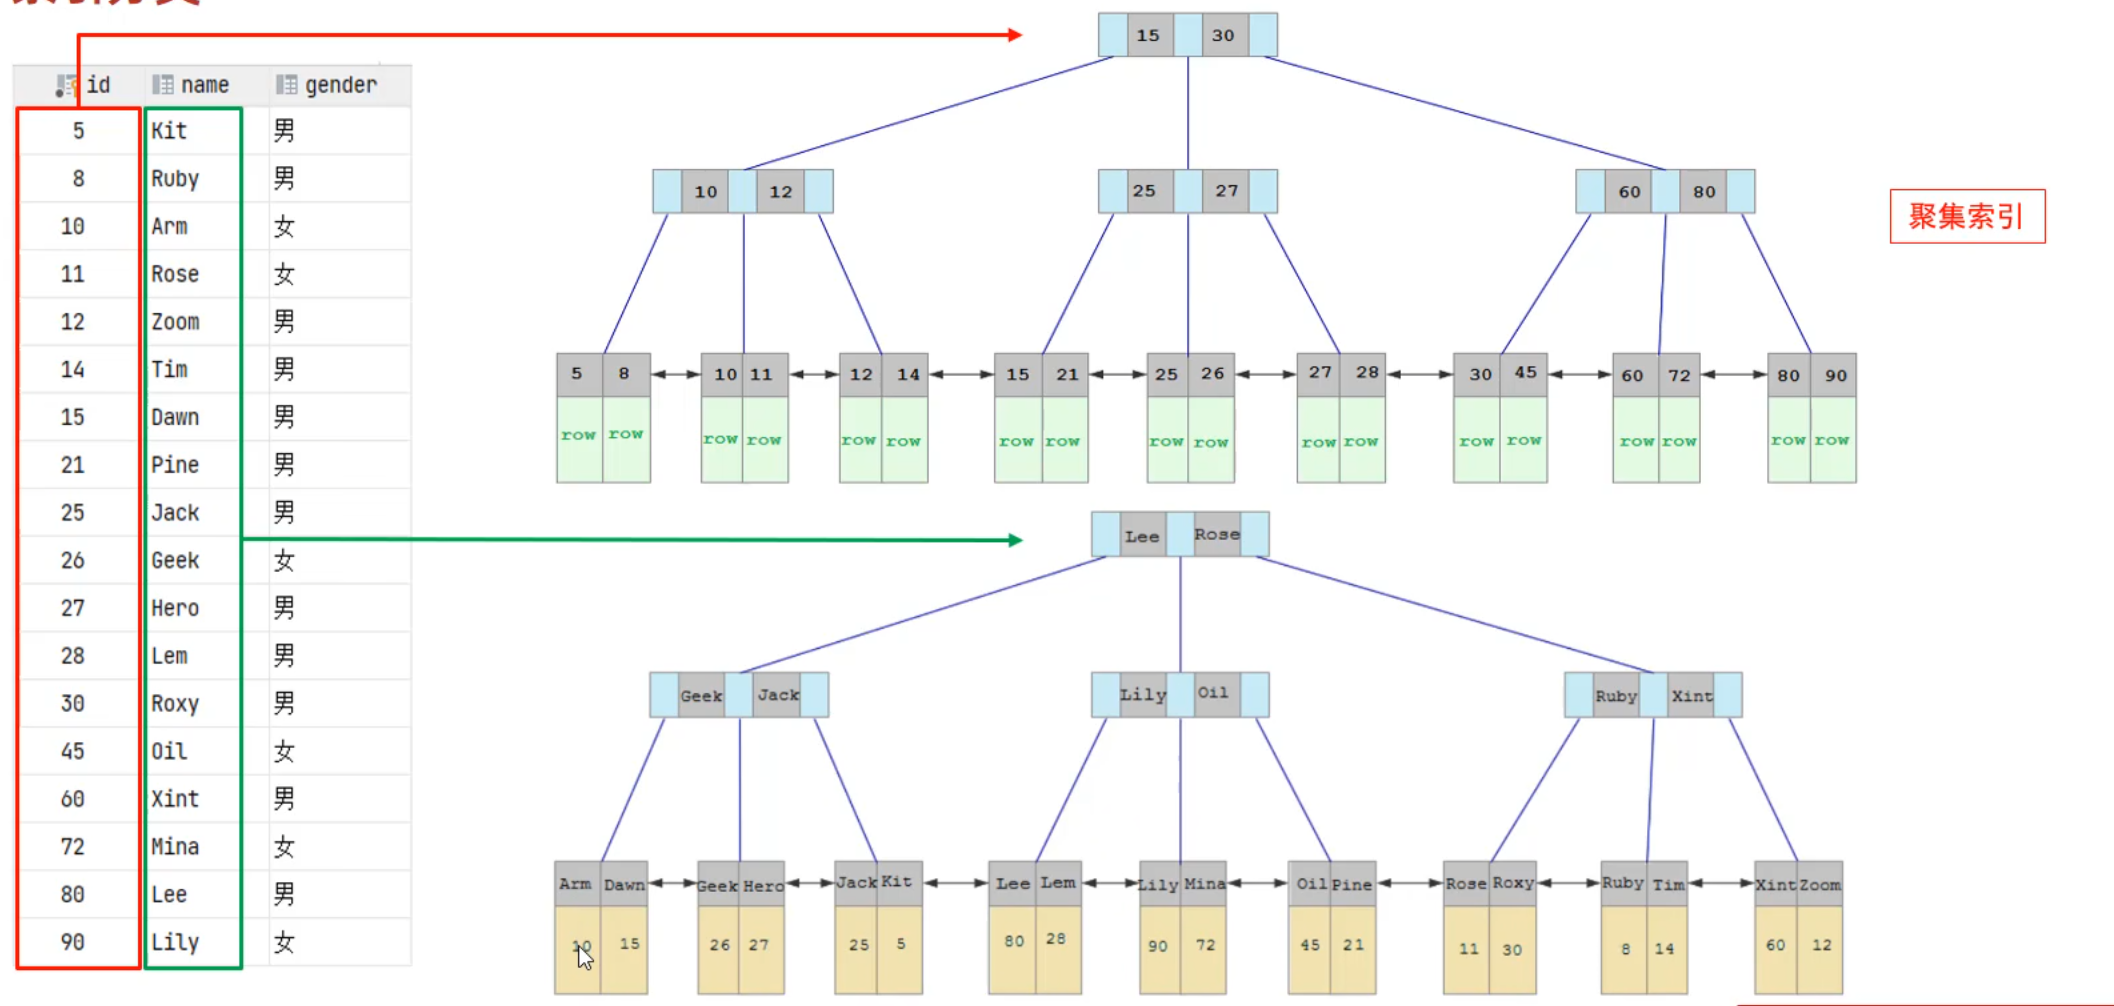 id name gender
5 Kit 男
8 Ruby 男
10 Arm 女
11 Rose 女
12 Zoom 男
14 Tim 男
15 Dawn 男
21 Pine 男
25 Jack 男
26 Geek 女
27 Hero 男
28 Lem 男
30 Roxy 男
45 Oil 女
60 Xint 男
72 Mina 女
80 Lee 男
90 Lily 女
15 30
10 12 25 27 60 80
聚集索引
5 8 10 11 12 14 15 21 25 26 27 28 30 45 60 72 80 90
row row row row row row row row row row row row row row row row row row
Lee Rose
Geek Jack Lily Oil Ruby Xint
Arm Dawn Geek Hero Jack Kit Lee Lem Lily Mina Oil Pine Rose Roxy Ruby Tim Xint Zoom
10 15 26 27 25 5 80 28 90 72 45 21 11 30 8 14 60 12